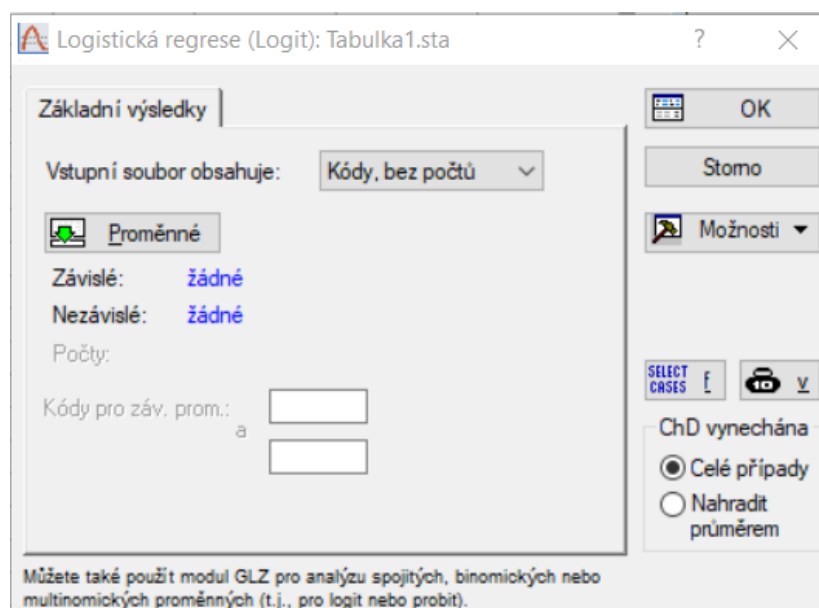 Logistická regrese (Logit): Tabulka1.sta
?
Základní výsledky
OK
Vstupní soubor obsahuje: Kódy, bez počtů
Storno
Proměnné
Možnosti
Závislé: žádné
Nezávislé: žádné
Počty:
SELECT CASES f
10 v
Kódy pro záv. prom.:
a
ChD vynechána
Celé případy
Nahradit
průměrem
Můžete také použít modul GLZ pro analýzu spojitých, binomických nebo
multinomických proměnných (t.j., pro logit nebo probit).